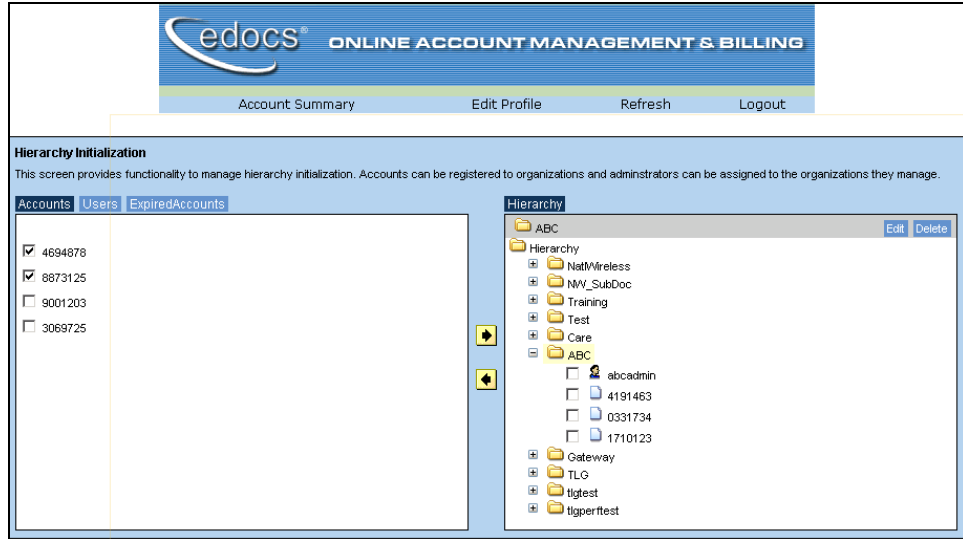 edocs® ONLINE ACCOUNT MANAGEMENT & BILLING
Account Summary Edit Profile Refresh Logout
Hierarchy Initialization
This screen provides functionality to manage hierarchy initialization. Accounts can be registered to organizations and adminstrators can be assigned to the organizations they manage.
Accounts Users ExpiredAccounts
4694878
8873125
9001203
3069725
Hierarchy
ABC Edit Delete
Hierarchy
NatlWireless
NW_SubDoc
Training
Test
Care
ABC
abcadmin
4191463
0331734
1710123
Gateway
TLG
tlgtest
tlgperftest